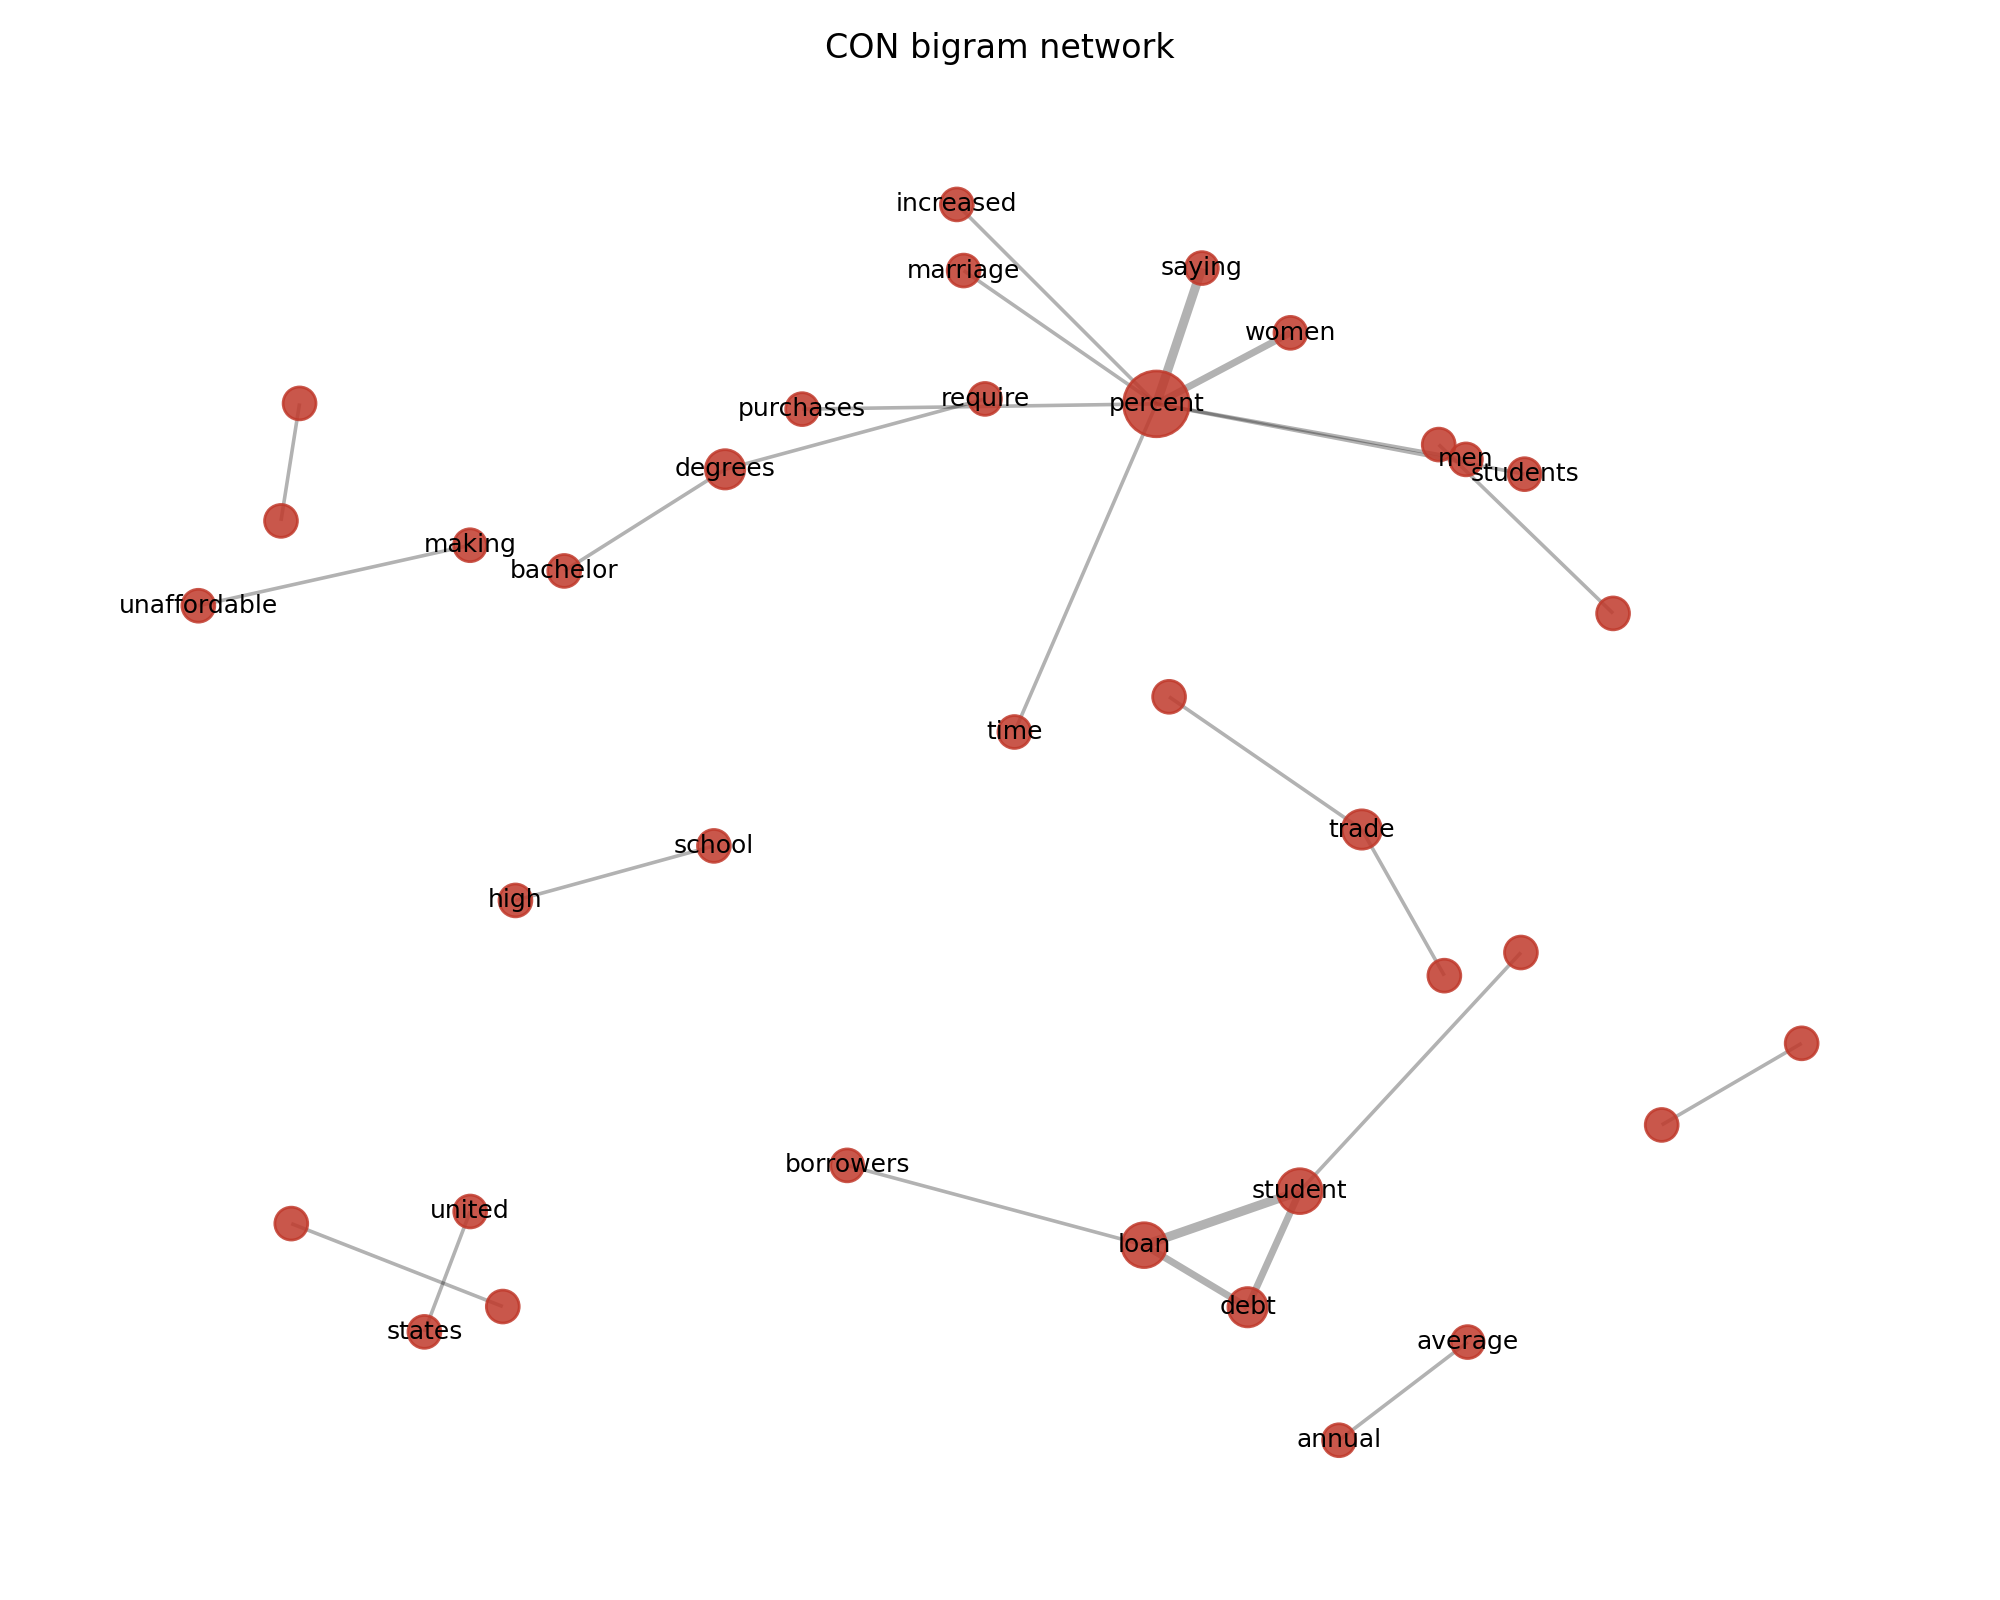 CON bigram network
increased
marriage
saying
women
purchases
require
percent
degrees
men
students
making
bachelor
unaffordable
time
trade
school
high
borrowers
student
united
loan
debt
states
average
annual